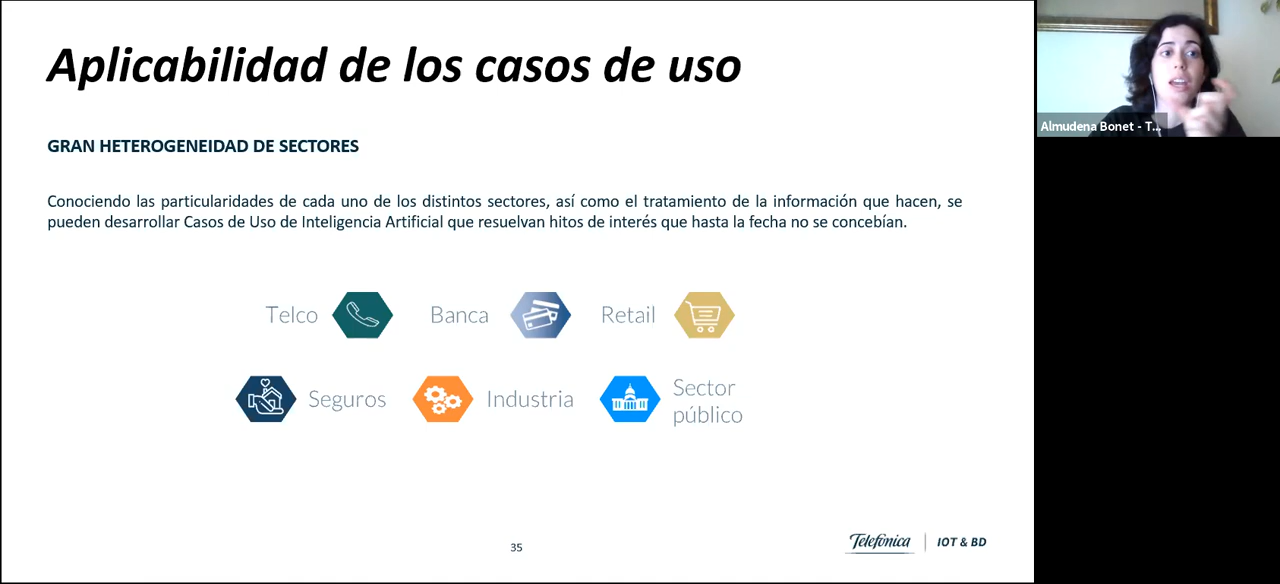 Aplicabilidad de los casos de uso
GRAN HETEROGENEIDAD DE SECTORES
Conociendo las particularidades de cada uno de los distintos sectores, así como el tratamiento de la información que hacen, se
pueden desarrollar Casos de Uso de Inteligencia Artificial que resuelvan hitos de interés que hasta la fecha no se concebían.
Telco Banca Retail
Seguros Industria Sector
público
35
Telefónica | IOT & BD
Almudena Bonet - T...